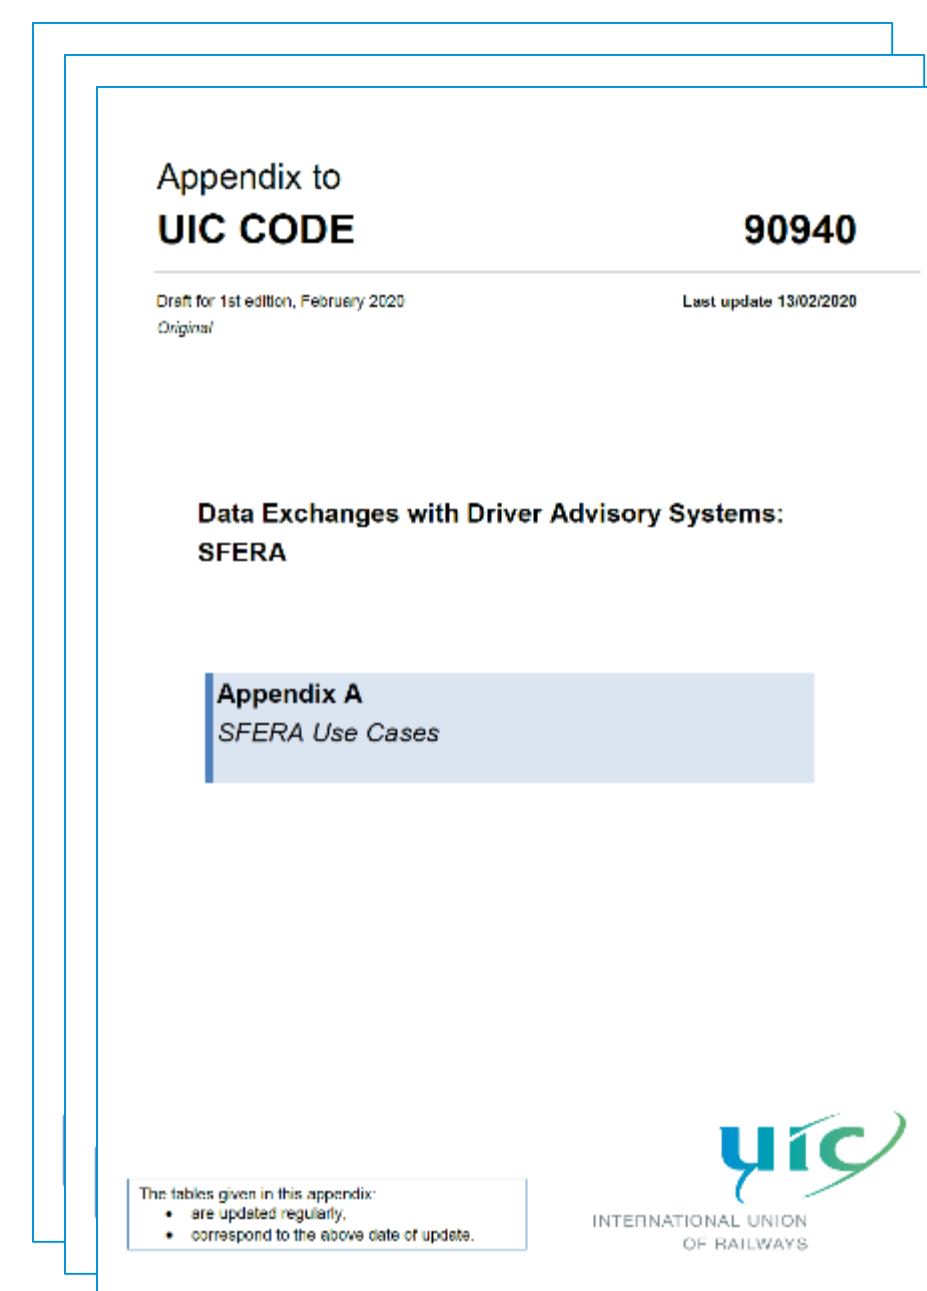 Appendix to
UIC CODE 90940
Draft for 1st edition, February 2020 Last update 13/02/2020
Original
Data Exchanges with Driver Advisory Systems:
SFERA
Appendix A
SFERA Use Cases
The tables given in this appendix:
• are updated regularly,
• correspond to the above date of update.
uic
INTERNATIONAL UNION
OF RAILWAYS